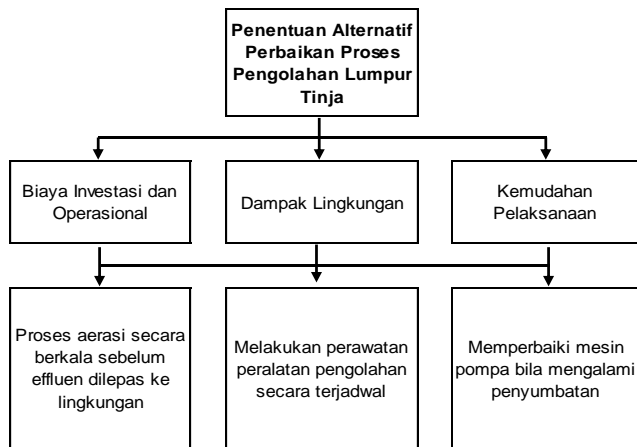 Penentuan Alternatif
Perbaikan Proses
Pengolahan Lumpur
Tinja
Biaya Investasi dan
Operasional
Dampak Lingkungan
Kemudahan
Pelaksanaan
Proses aerasi secara
berkala sebelum
effluen dilepas ke
lingkungan
Melakukan perawatan
peralatan pengolahan
secara terjadwal
Memperbaiki mesin
pompa bila mengalami
penyumbatan